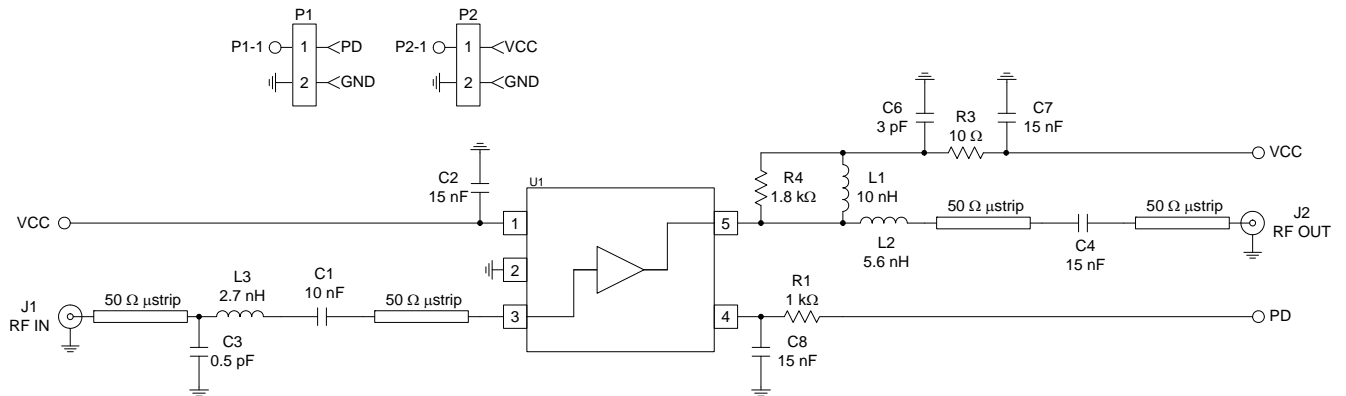 P1
P1-1
1
PD
2
GND
P2
P2-1
1
VCC
2
GND
C6
3 pF
R3
10 Ω
C7
15 nF
VCC
C2
15 nF
U1
R4
1.8 kΩ
L1
10 nH
VCC
1
5
50 Ω µstrip
50 Ω µstrip
J2
RF OUT
L2
5.6 nH
C4
15 nF
2
J1
RF IN
50 Ω µstrip
L3
2.7 nH
C1
10 nF
50 Ω µstrip
3
4
R1
1 kΩ
PD
C3
0.5 pF
C8
15 nF